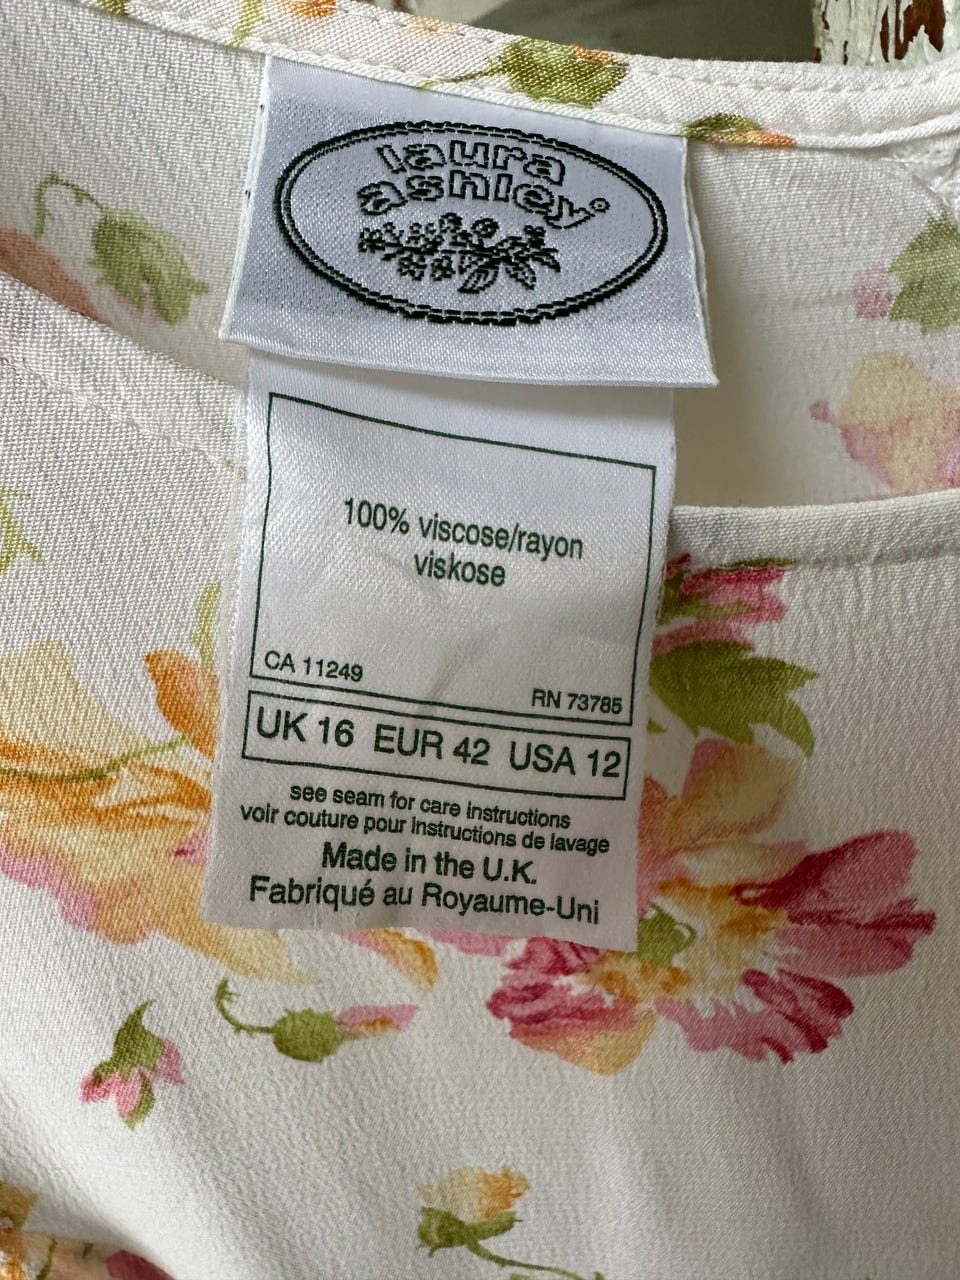 laura
ashley®
100% viscose/rayon
viskose
CA 11249
RN 73785
UK 16 EUR 42 USA 12
see seam for care instructions
voir couture pour instructions de lavage
Made in the U.K.
Fabriqué au Royaume-Uni